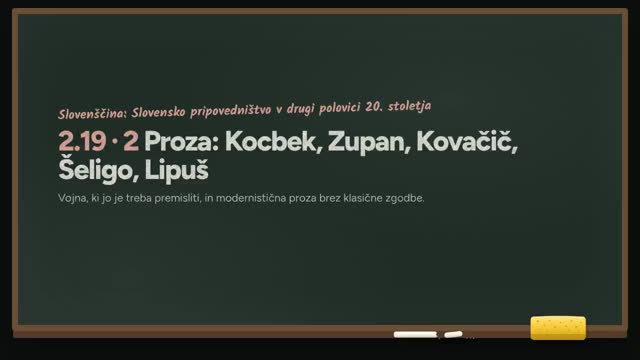 Slovenščina: Slovensko pripovedništvo v drugi polovici 20. stoletja
2.19 · 2 Proza: Kocbek, Zupan, Kovačič,
Šeligo, Lipuš
Vojna, ki jo je treba premisliti, in modernistična proza brez klasične zgodbe.